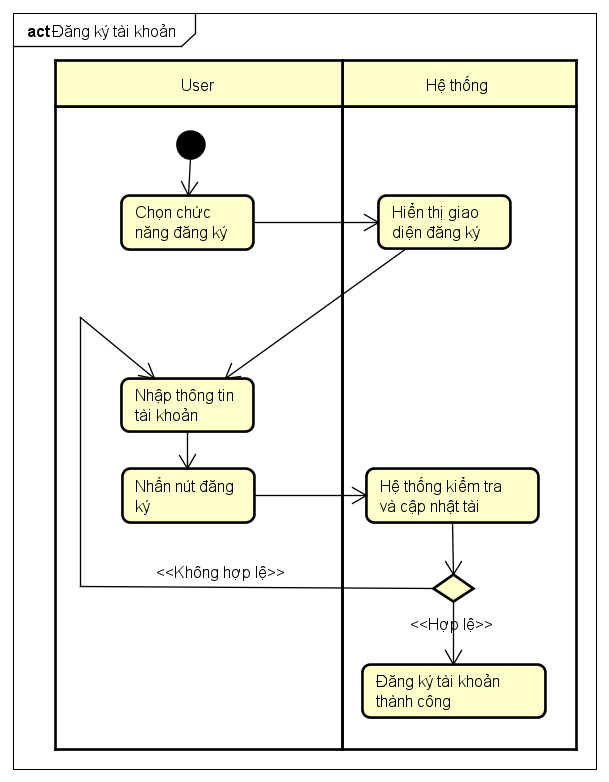 act Đăng ký tài khoản
User
Hệ thống
Chọn chức
năng đăng ký
Hiển thị giao
diện đăng ký
Nhập thông tin
tài khoản
Nhấn nút đăng
ký
Hệ thống kiểm tra
và cập nhật tài
<<Không hợp lệ>>
<<Hợp lệ>>
Đăng ký tài khoản
thành công